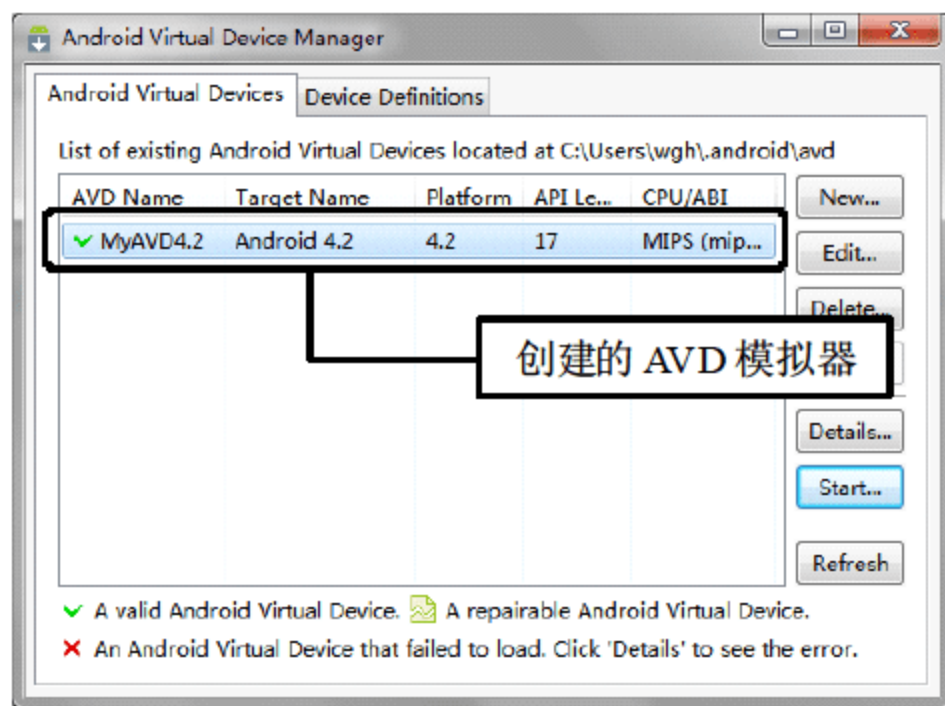 Android Virtual Device Manager
Android Virtual Devices Device Definitions
List of existing Android Virtual Devices located at C:\Users\wgh\.android\avd
AVD Name Target Name Platform API Le... CPU/ABI
New...
MyAVD4.2 Android 4.2 4.2 17 MIPS (mip...
Edit...
Delete...
创建的 AVD 模拟器
Details...
Start...
Refresh
A valid Android Virtual Device. A repairable Android Virtual Device.
An Android Virtual Device that failed to load. Click 'Details' to see the error.